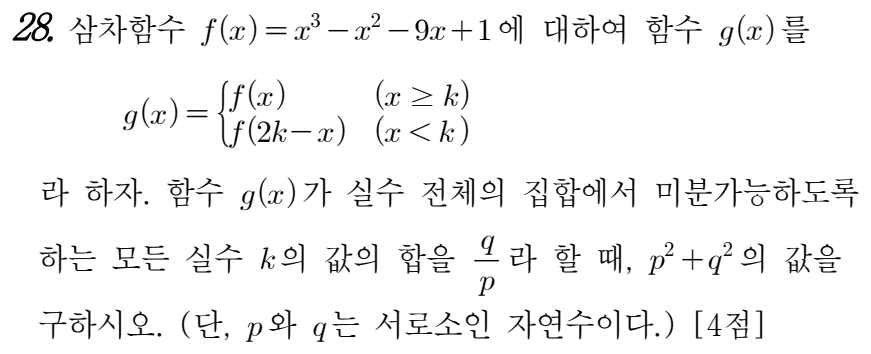 28. 삼차함수 f(x)=x³-x²-9x+1에 대하여 함수 g(x)를
g(x)={f(x) (x≥k)
f(2k-x) (x<k)
라 하자. 함수 g(x)가 실수 전체의 집합에서 미분가능하도록
하는 모든 실수 k의 값의 합을 q/p라 할 때, p²+q²의 값을
구하시오. (단, p와 q는 서로소인 자연수이다.) [4점]